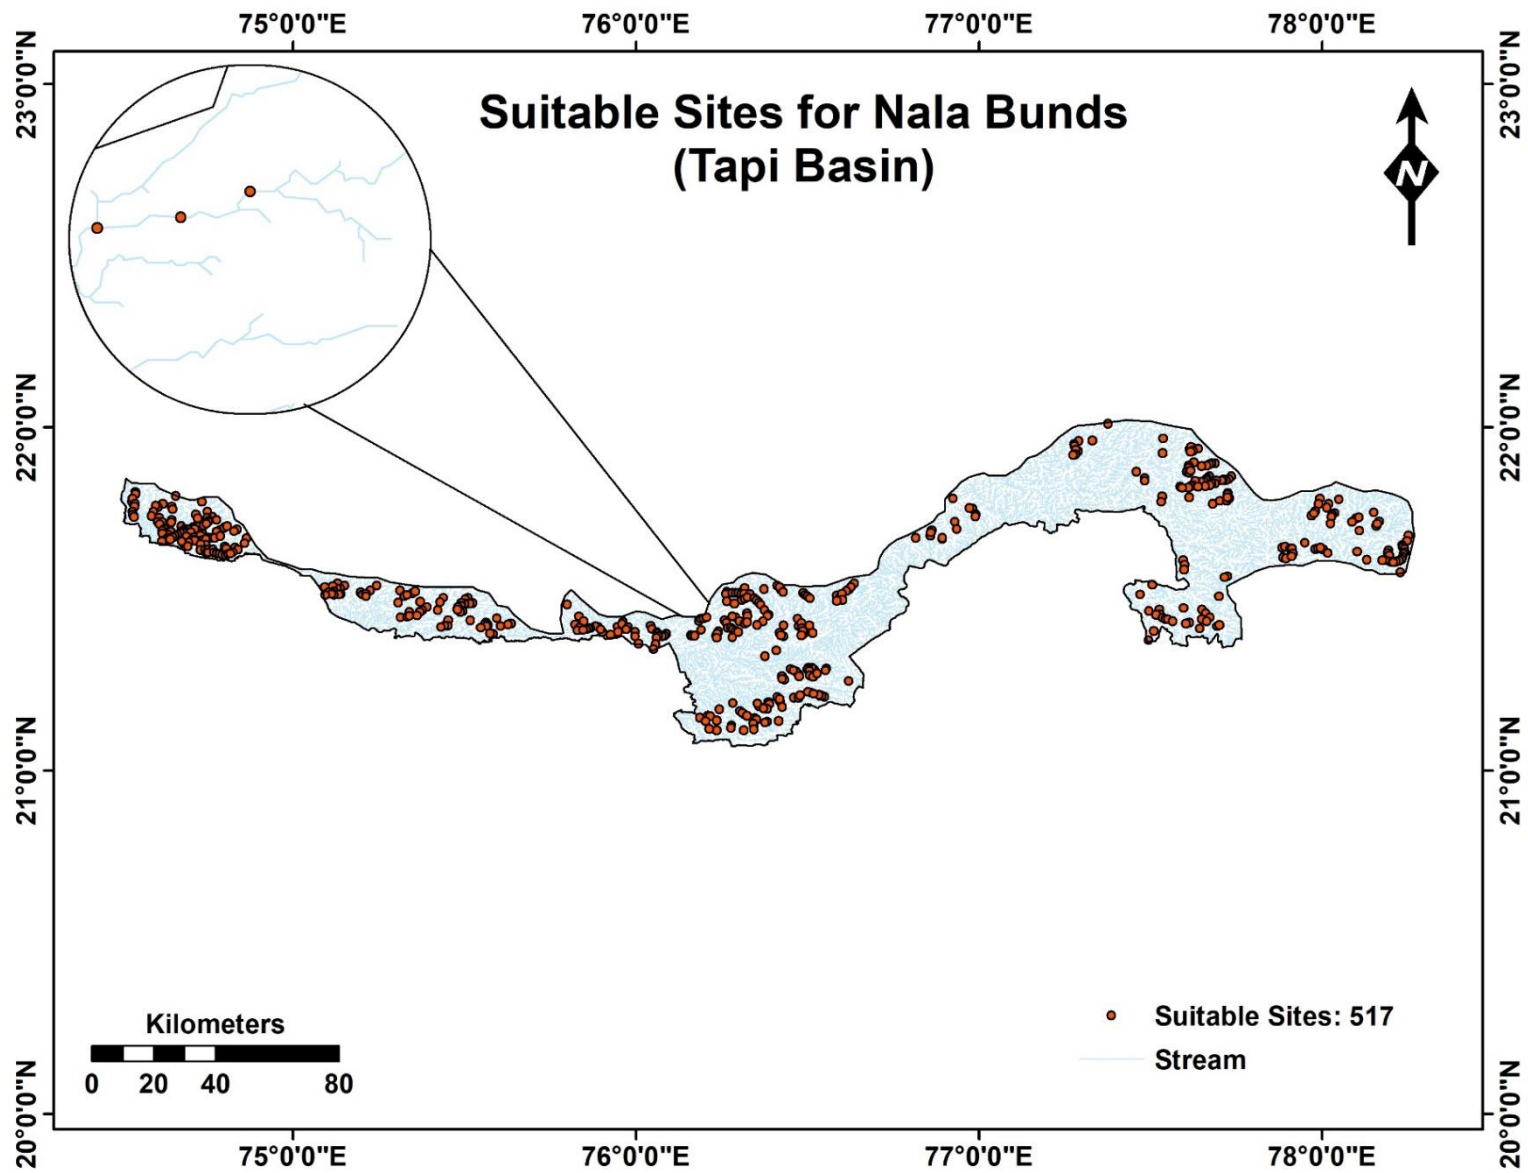 75°0'0"E 76°0'0"E 77°0'0"E 78°0'0"E
Suitable Sites for Nala Bunds
(Tapi Basin)
N
23°0'0"N 23°0'0"N
22°0'0"N 22°0'0"N
21°0'0"N 21°0'0"N
20°0'0"N 20°0'0"N
Kilometers
0 20 40 80
Suitable Sites: 517
Stream
75°0'0"E 76°0'0"E 77°0'0"E 78°0'0"E